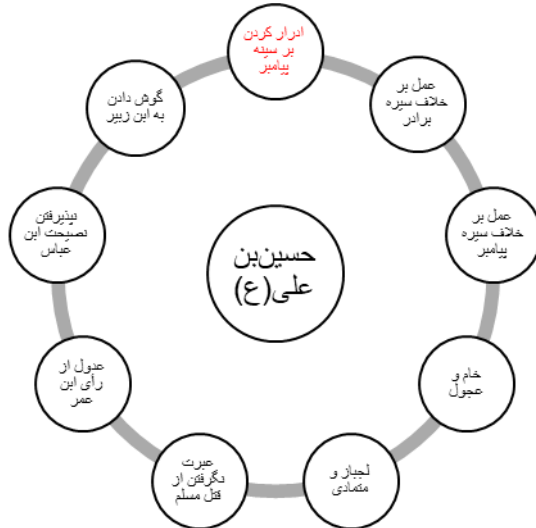 ادرار کردن
بر سینه
پیامبر
عمل بر
خلاف سیره
برادر
عمل بر
خلاف سیره
پیامبر
خام و
عجول
لجباز و
متمادی
عبرت
نگرفتن از
قتل مسلم
عدول از
رأی ابن
عمر
نپذیرفتن
نصیحت ابن
عباس
گوش دادن
به ابن زبیر
حسین‌بن
علی(ع)